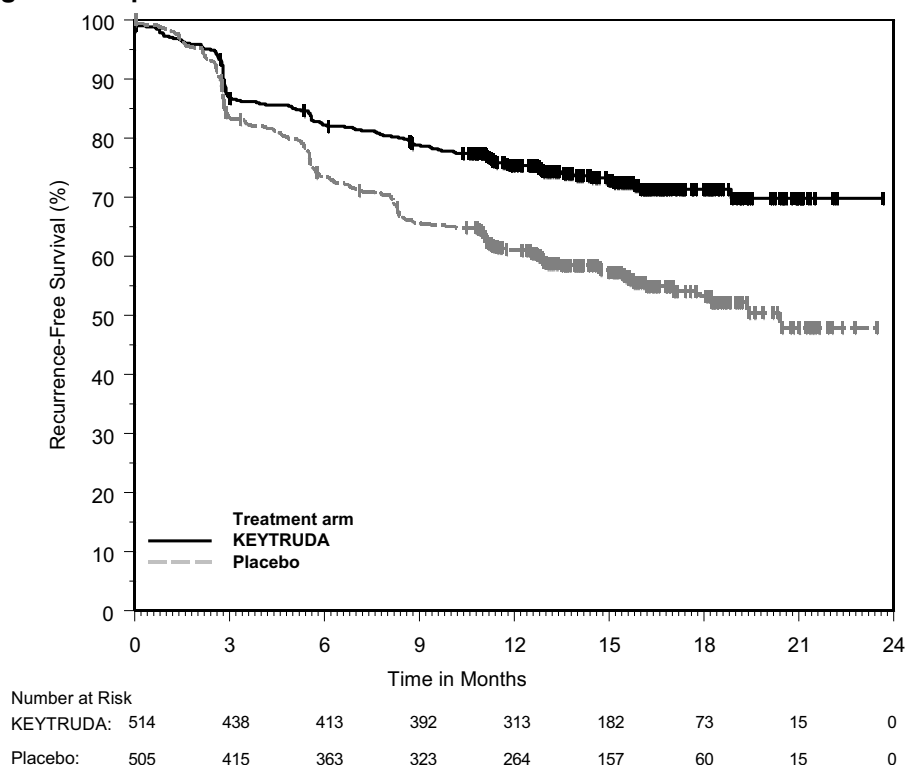 100
90
80
70
60
50
40
30
20
10
0
Recurrence-Free Survival (%)
Treatment arm
KEYTRUDA
Placebo
0 3 6 9 12 15 18 21 24
Time in Months
Number at Risk
KEYTRUDA: 514 438 413 392 313 182 73 15 0
Placebo: 505 415 363 323 264 157 60 15 0